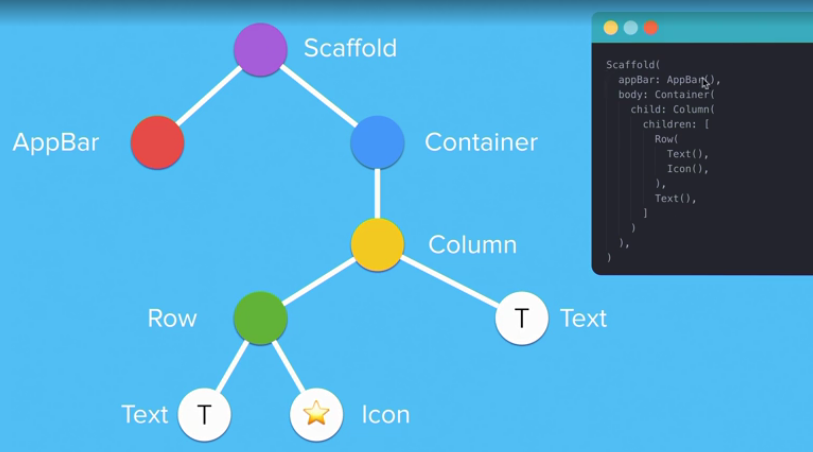 Scaffold
AppBar
Container
Column
Row
T
Text
Text
T
Icon
Scaffold(
  appBar: AppBar(),
  body: Container(
    child: Column(
      children: [
        Row(
          Text(),
          Icon(),
        ),
        Text(),
      ]
    )
  ),
)